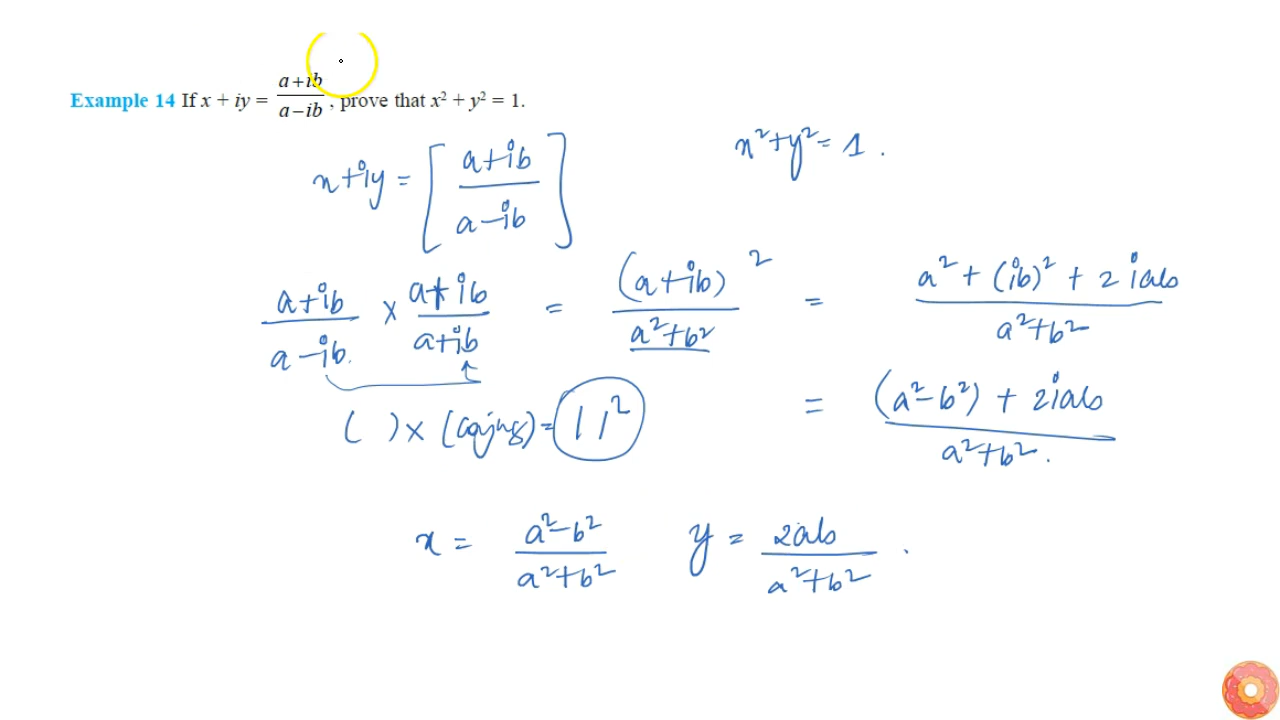 Example 14 If x + iy = (a+ib)/(a−ib), prove that x² + y² = 1.
x+iy = [(a+ib)/(a−ib)]
x²+y² = 1.
(a+ib)/(a−ib) × (a+ib)/(a+ib) = (a+ib)²/(a²+b²) = (a²+(ib)²+2iab)/(a²+b²)
( ) × (conjug) = | |²
= ((a²−b²)+2iab)/(a²+b²).
x = (a²−b²)/(a²+b²) y = 2ab/(a²+b²).